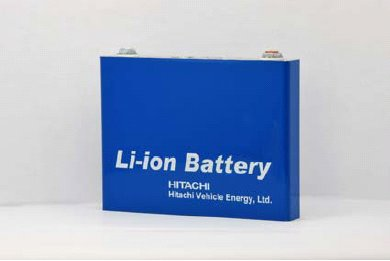 Li-ion Battery
HITACHI
Hitachi Vehicle Energy, Ltd.